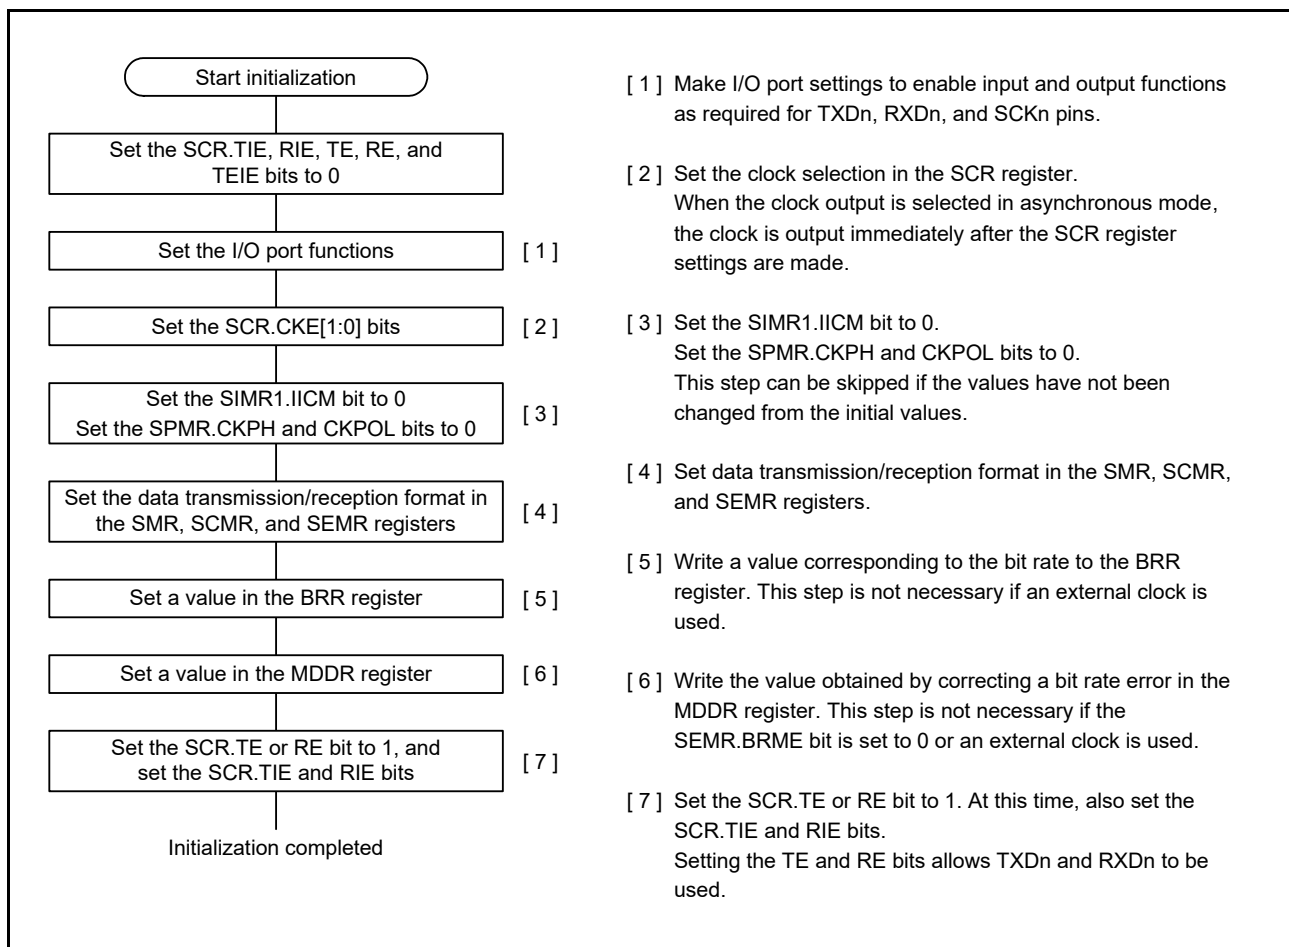 Start initialization
Set the SCR.TIE, RIE, TE, RE, and
TEIE bits to 0
Set the I/O port functions
[ 1 ]
Set the SCR.CKE[1:0] bits
[ 2 ]
Set the SIMR1.IICM bit to 0
Set the SPMR.CKPH and CKPOL bits to 0
[ 3 ]
Set the data transmission/reception format in
the SMR, SCMR, and SEMR registers
[ 4 ]
Set a value in the BRR register
[ 5 ]
Set a value in the MDDR register
[ 6 ]
Set the SCR.TE or RE bit to 1, and
set the SCR.TIE and RIE bits
[ 7 ]
Initialization completed
[ 1 ] Make I/O port settings to enable input and output functions
as required for TXDn, RXDn, and SCKn pins.
[ 2 ] Set the clock selection in the SCR register.
When the clock output is selected in asynchronous mode,
the clock is output immediately after the SCR register
settings are made.
[ 3 ] Set the SIMR1.IICM bit to 0.
Set the SPMR.CKPH and CKPOL bits to 0.
This step can be skipped if the values have not been
changed from the initial values.
[ 4 ] Set data transmission/reception format in the SMR, SCMR,
and SEMR registers.
[ 5 ] Write a value corresponding to the bit rate to the BRR
register. This step is not necessary if an external clock is
used.
[ 6 ] Write the value obtained by correcting a bit rate error in the
MDDR register. This step is not necessary if the
SEMR.BRME bit is set to 0 or an external clock is used.
[ 7 ] Set the SCR.TE or RE bit to 1. At this time, also set the
SCR.TIE and RIE bits.
Setting the TE and RE bits allows TXDn and RXDn to be
used.